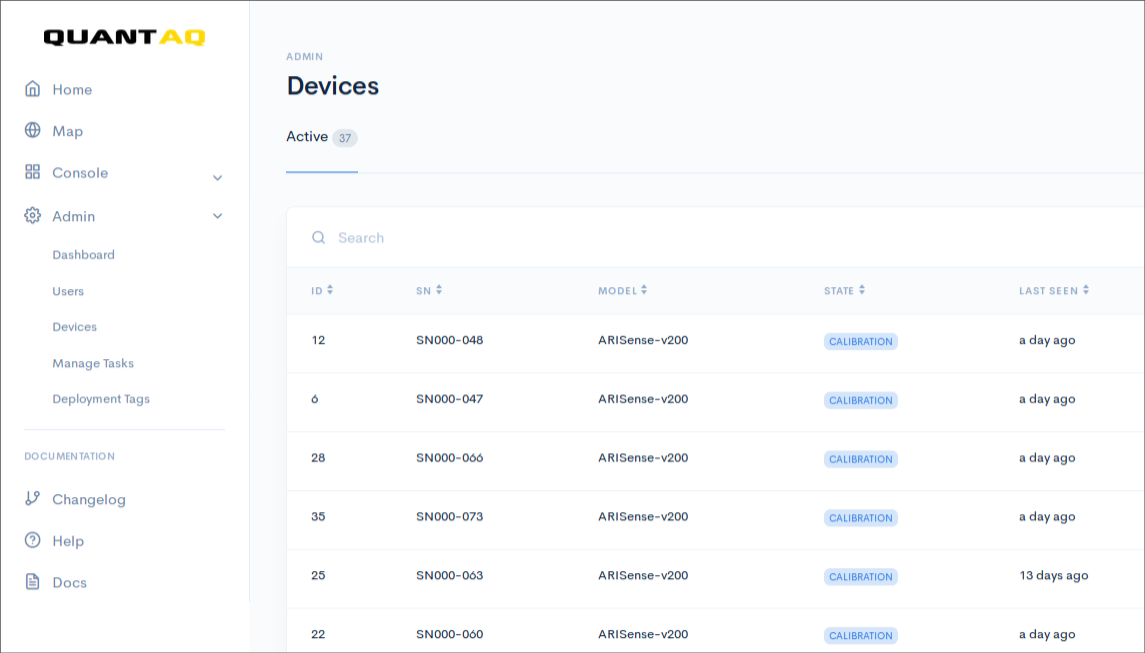 QUANTAQ
Home
Map
Console
Admin
Dashboard
Users
Devices
Manage Tasks
Deployment Tags
DOCUMENTATION
Changelog
Help
Docs
ADMIN
Devices
Active 37
Search
ID SN MODEL STATE LAST SEEN
12 SN000-048 ARISense-v200 CALIBRATION a day ago
6 SN000-047 ARISense-v200 CALIBRATION a day ago
28 SN000-066 ARISense-v200 CALIBRATION a day ago
35 SN000-073 ARISense-v200 CALIBRATION a day ago
25 SN000-063 ARISense-v200 CALIBRATION 13 days ago
22 SN000-060 ARISense-v200 CALIBRATION a day ago